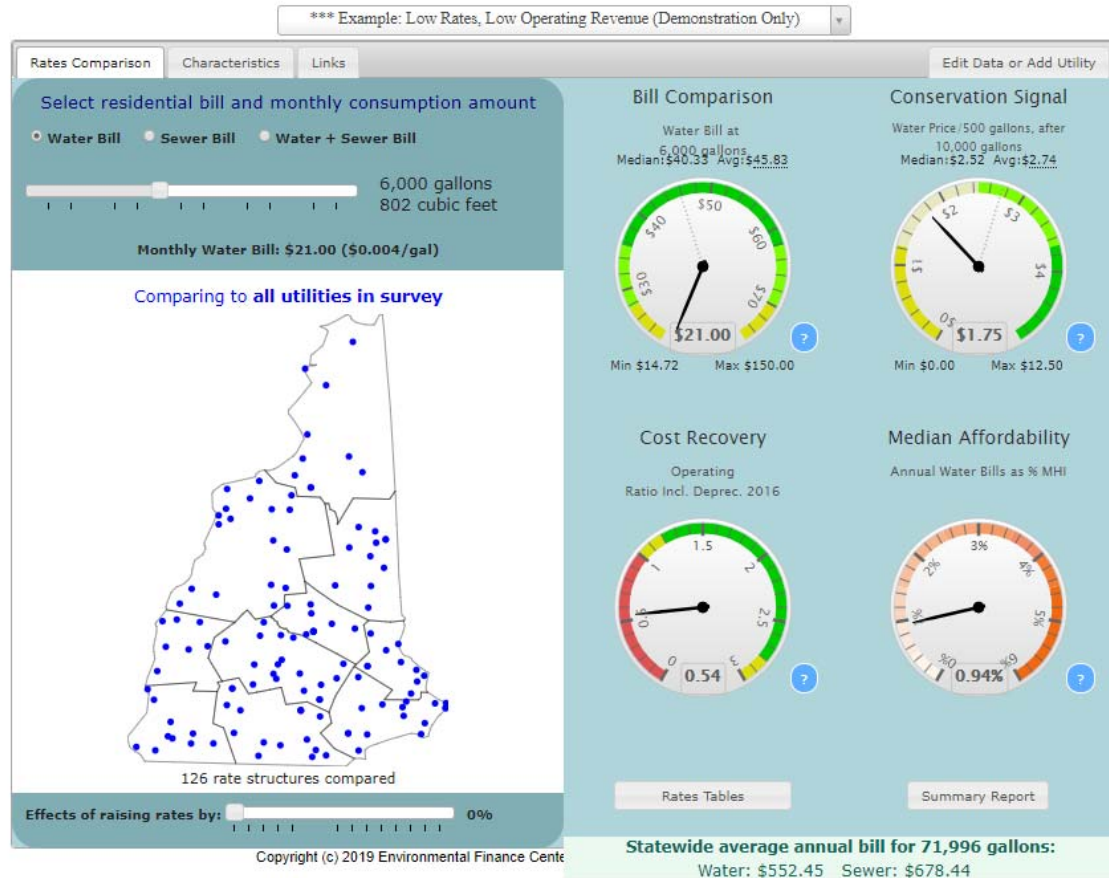 *** Example: Low Rates, Low Operating Revenue (Demonstration Only)
Rates Comparison
Characteristics
Links
Edit Data or Add Utility
Select residential bill and monthly consumption amount
Water Bill
Sewer Bill
Water + Sewer Bill
6,000 gallons
802 cubic feet
Monthly Water Bill: $21.00 ($0.004/gal)
Comparing to all utilities in survey
126 rate structures compared
Effects of raising rates by:
0%
Copyright (c) 2019 Environmental Finance Cente
Bill Comparison
Water Bill at
6,000 gallons
Median:$40.33 Avg:$45.83
$30
$40
$50
$60
$70
$21.00
?
Min $14.72
Max $150.00
Conservation Signal
Water Price/500 gallons, after
10,000 gallons
Median:$2.52 Avg:$2.74
$0
$1
$2
$3
$4
$1.75
?
Min $0.00
Max $12.50
Cost Recovery
Operating
Ratio Incl. Deprec. 2016
0
1
1.5
2
2.5
3
0.54
?
Median Affordability
Annual Water Bills as % MHI
0%
2%
3%
4%
5%
6%
0.94%
?
Rates Tables
Summary Report
Statewide average annual bill for 71,996 gallons:
Water: $552.45 Sewer: $678.44